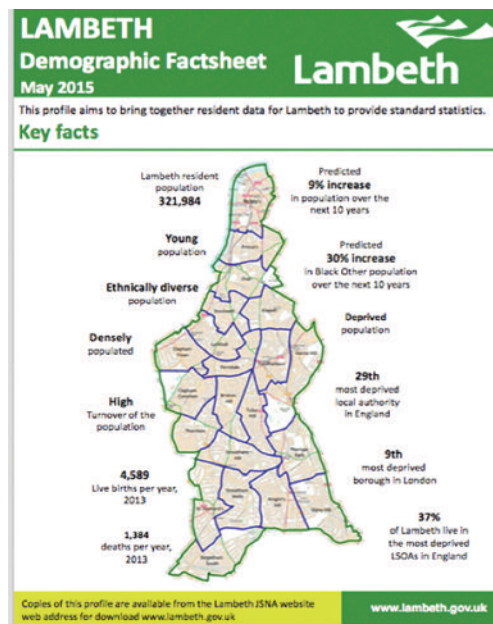 LAMBETH
Demographic Factsheet
May 2015
Lambeth
This profile aims to bring together resident data for Lambeth to provide standard statistics.
Key facts
Lambeth resident
population
321,984
Young
population
Ethnically diverse
population
Densely
populated
High
Turnover of the
population
4,589
Live births per year,
2013
1,384
deaths per year,
2013
Predicted
9% increase
in population over the
next 10 years
Predicted
30% increase
in Black Other population
over the next 10 years
Deprived
population
29th
most deprived
local authority
in England
9th
most deprived
borough in London
37%
of Lambeth live in
the most deprived
LSOAs in England
Copies of this profile are available from the Lambeth JSNA website
web address for download www.lambeth.gov.uk
www.lambeth.gov.uk